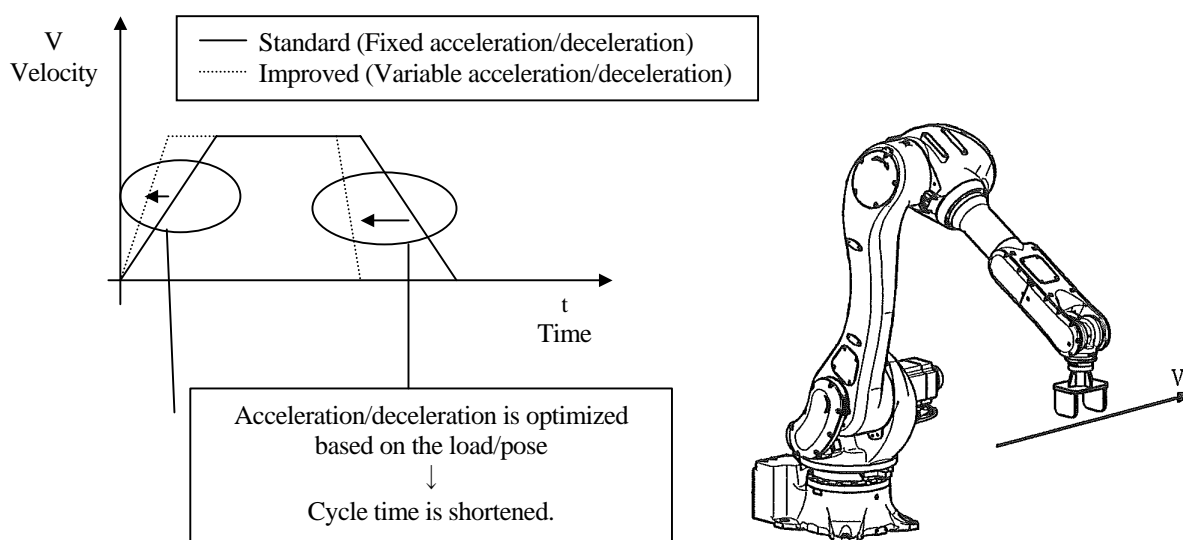 V
Velocity
Standard (Fixed acceleration/deceleration)
Improved (Variable acceleration/deceleration)
t
Time
Acceleration/deceleration is optimized
based on the load/pose
↓
Cycle time is shortened.
V